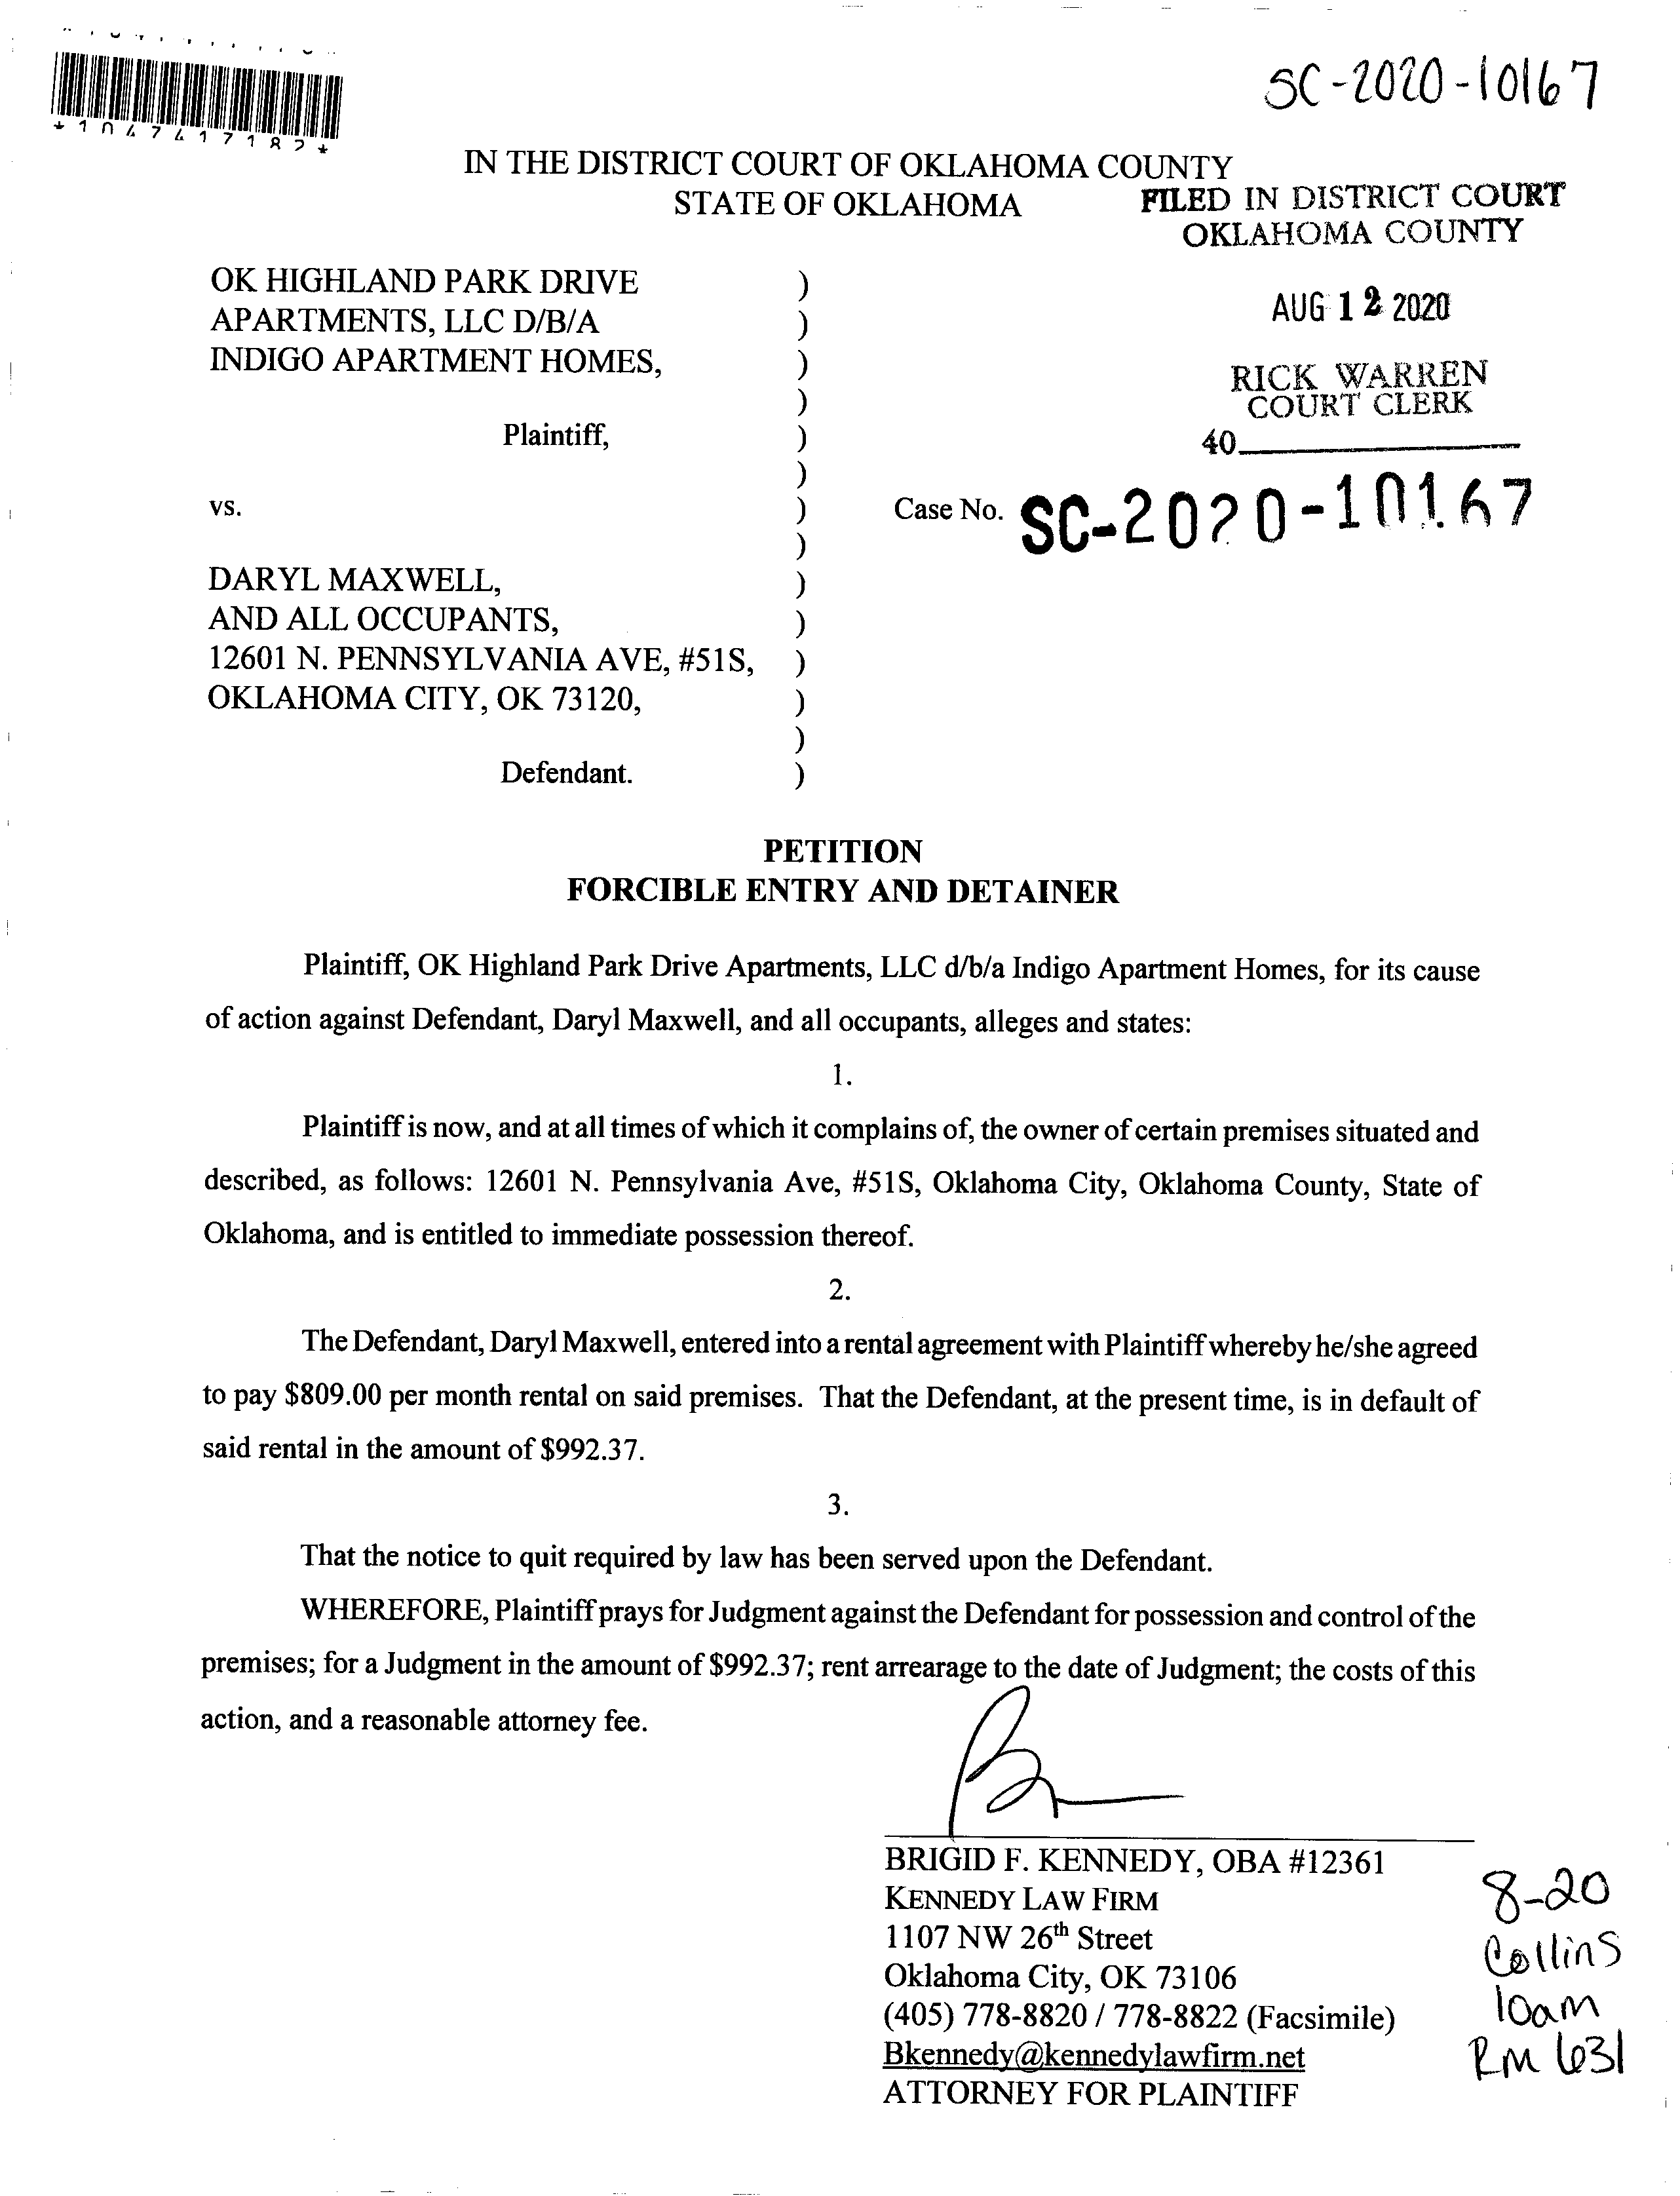 *1047417182*
SC-2020-10167
IN THE DISTRICT COURT OF OKLAHOMA COUNTY
STATE OF OKLAHOMA
FILED IN DISTRICT COURT
OKLAHOMA COUNTY
AUG 12 2020
RICK WARREN
COURT CLERK
40
OK HIGHLAND PARK DRIVE )
APARTMENTS, LLC D/B/A )
INDIGO APARTMENT HOMES, )
)
Plaintiff, )
)
vs. ) Case No. SC-2020-10167
)
DARYL MAXWELL, )
AND ALL OCCUPANTS, )
12601 N. PENNSYLVANIA AVE, #51S, )
OKLAHOMA CITY, OK 73120, )
)
Defendant. )
PETITION
FORCIBLE ENTRY AND DETAINER
Plaintiff, OK Highland Park Drive Apartments, LLC d/b/a Indigo Apartment Homes, for its cause
of action against Defendant, Daryl Maxwell, and all occupants, alleges and states:
1.
Plaintiff is now, and at all times of which it complains of, the owner of certain premises situated and
described, as follows: 12601 N. Pennsylvania Ave, #51S, Oklahoma City, Oklahoma County, State of
Oklahoma, and is entitled to immediate possession thereof.
2.
The Defendant, Daryl Maxwell, entered into a rental agreement with Plaintiff whereby he/she agreed
to pay $809.00 per month rental on said premises. That the Defendant, at the present time, is in default of
said rental in the amount of $992.37.
3.
That the notice to quit required by law has been served upon the Defendant.
WHEREFORE, Plaintiff prays for Judgment against the Defendant for possession and control of the
premises; for a Judgment in the amount of $992.37; rent arrearage to the date of Judgment; the costs of this
action, and a reasonable attorney fee.
BRIGID F. KENNEDY, OBA #12361
KENNEDY LAW FIRM
1107 NW 26th Street
Oklahoma City, OK 73106
(405) 778-8820 / 778-8822 (Facsimile)
Bkennedy@kennedylawfirm.net
ATTORNEY FOR PLAINTIFF
8-20
Collins
10am
RM 631